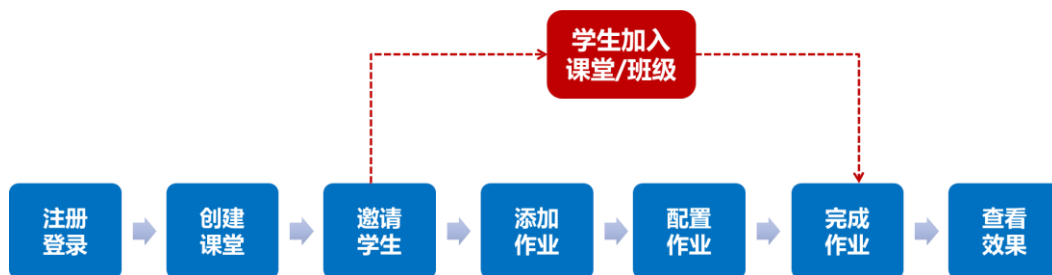 学生加入
课堂/班级
注册
登录
创建
课堂
邀请
学生
添加
作业
配置
作业
完成
作业
查看
效果